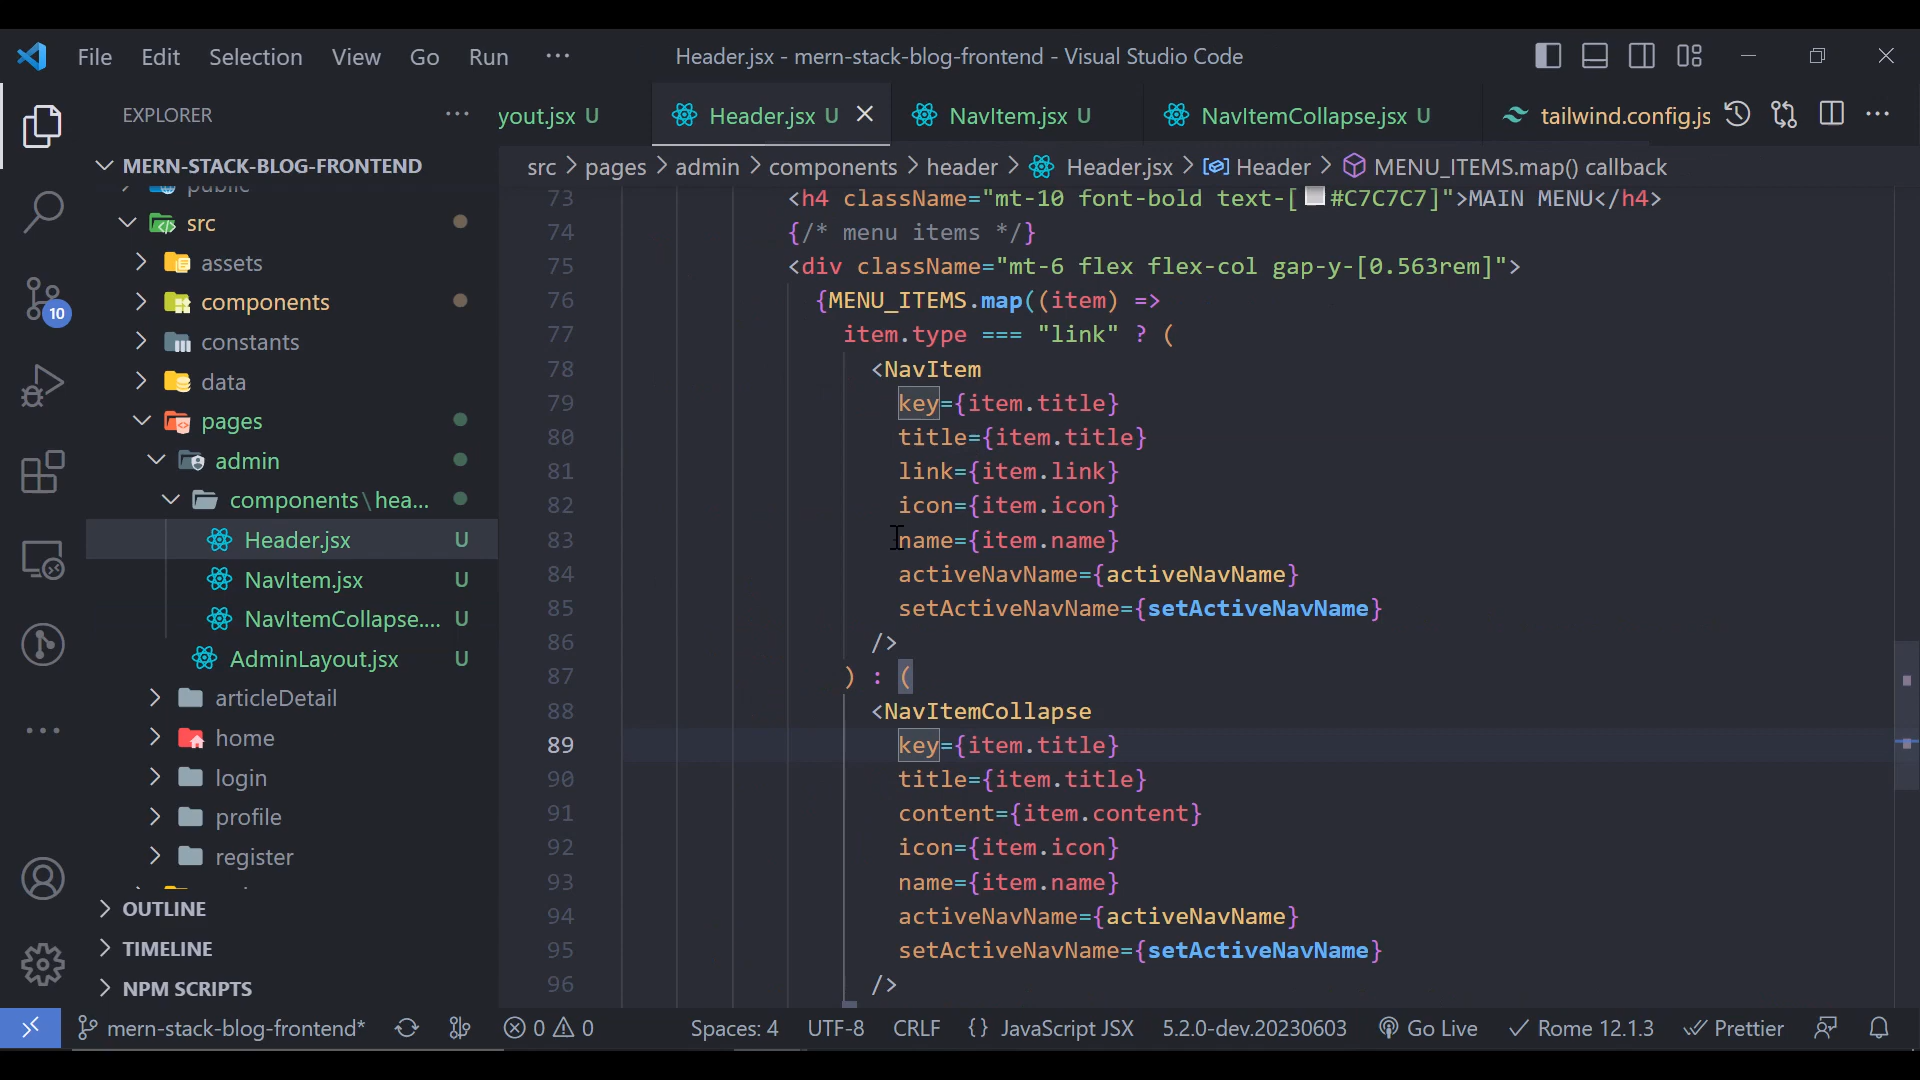 File Edit Selection View Go Run ··· Header.jsx - mern-stack-blog-frontend - Visual Studio Code
EXPLORER ···
yout.jsx U Header.jsx U NavItem.jsx U NavItemCollapse.jsx U tailwind.config.js ···
MERN-STACK-BLOG-FRONTEND
src > pages > admin > components > header > Header.jsx > Header > MENU_ITEMS.map() callback
public
src
assets
components
constants
data
pages
admin
components\hea...
Header.jsx U
NavItem.jsx U
NavItemCollapse.... U
AdminLayout.jsx U
articleDetail
home
login
profile
register
OUTLINE
TIMELINE
NPM SCRIPTS
10
73 <h4 className="mt-10 font-bold text-[#C7C7C7]">MAIN MENU</h4>
74 {/* menu items */}
75 <div className="mt-6 flex flex-col gap-y-[0.563rem]">
76 {MENU_ITEMS.map((item) =>
77 item.type === "link" ? (
78 <NavItem
79 key={item.title}
80 title={item.title}
81 link={item.link}
82 icon={item.icon}
83 name={item.name}
84 activeNavName={activeNavName}
85 setActiveNavName={setActiveNavName}
86 />
87 ) : (
88 <NavItemCollapse
89 key={item.title}
90 title={item.title}
91 content={item.content}
92 icon={item.icon}
93 name={item.name}
94 activeNavName={activeNavName}
95 setActiveNavName={setActiveNavName}
96 />
mern-stack-blog-frontend* 0 0 Spaces: 4 UTF-8 CRLF {} JavaScript JSX 5.2.0-dev.20230603 Go Live Rome 12.1.3 Prettier